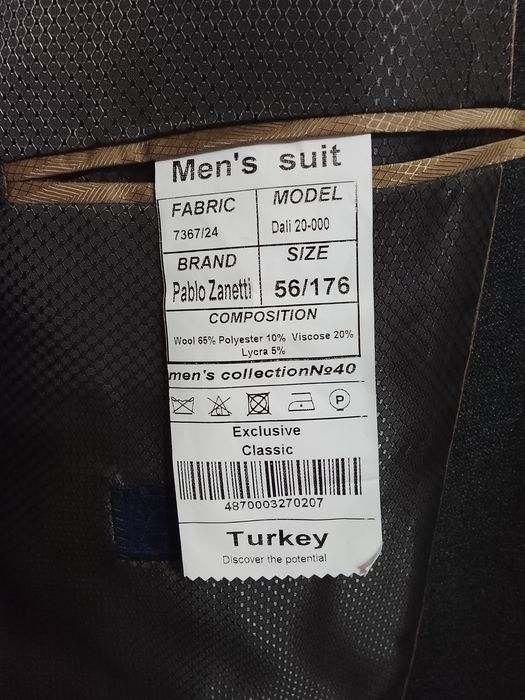 Men's suit
FABRIC MODEL
7367/24 Dali 20-000
BRAND SIZE
Pablo Zanetti 56/176
COMPOSITION
Wool 65% Polyester 10% Viscose 20%
Lycra 5%
men's collection№40
P
Exclusive
Classic
4870003270207
Turkey
Discover the potential